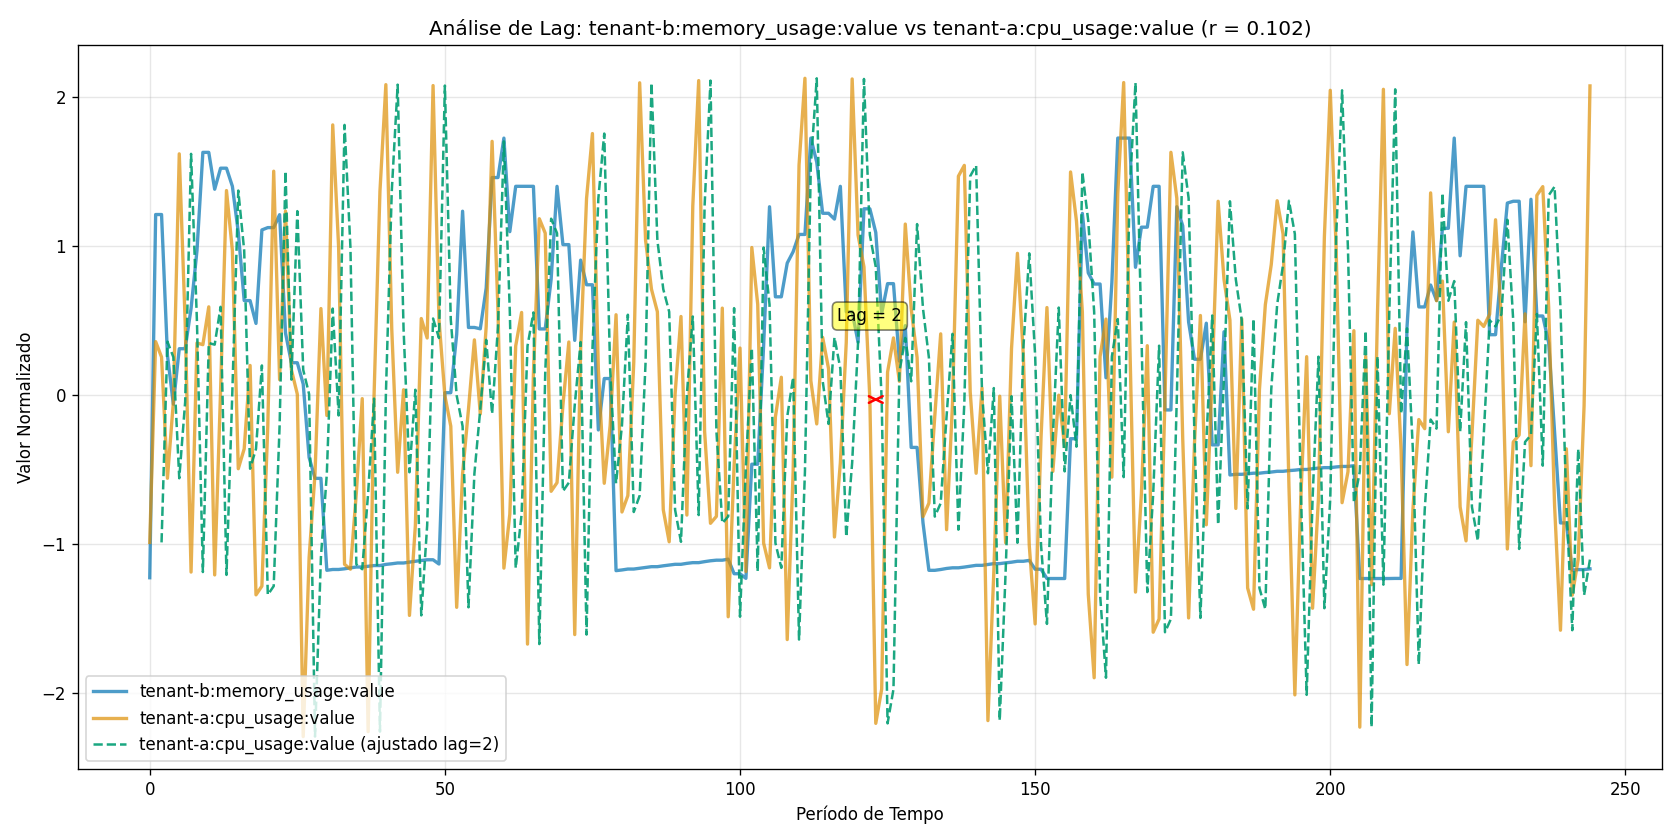 Análise de Lag: tenant-b:memory_usage:value vs tenant-a:cpu_usage:value (r = 0.102)
Valor Normalizado
2
1
0
−1
−2
Lag = 2
tenant-b:memory_usage:value
tenant-a:cpu_usage:value
tenant-a:cpu_usage:value (ajustado lag=2)
0
50
100
150
200
250
Período de Tempo